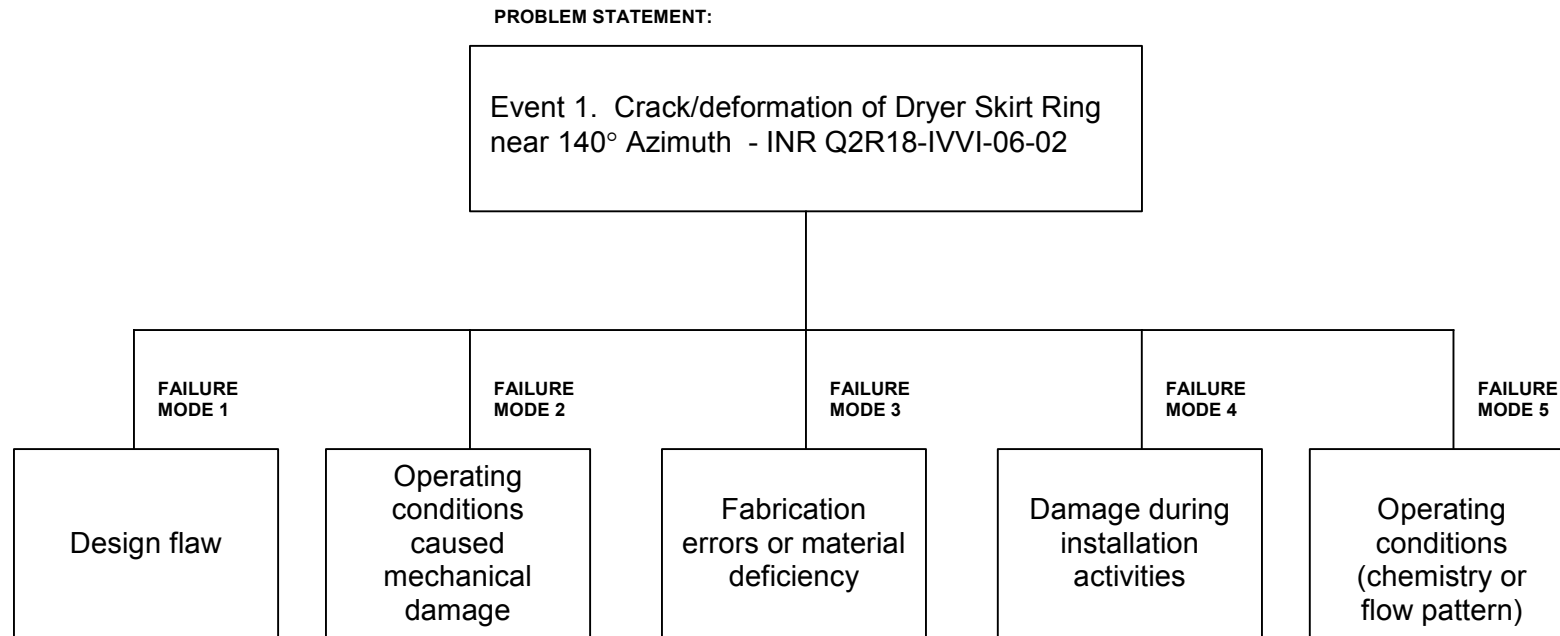 PROBLEM STATEMENT:
Event 1.  Crack/deformation of Dryer Skirt Ring
near 140° Azimuth  - INR Q2R18-IVVI-06-02
FAILURE
MODE 1
Design flaw
FAILURE
MODE 2
Operating
conditions
caused
mechanical
damage
FAILURE
MODE 3
Fabrication
errors or material
deficiency
FAILURE
MODE 4
Damage during
installation
activities
FAILURE
MODE 5
Operating
conditions
(chemistry or
flow pattern)